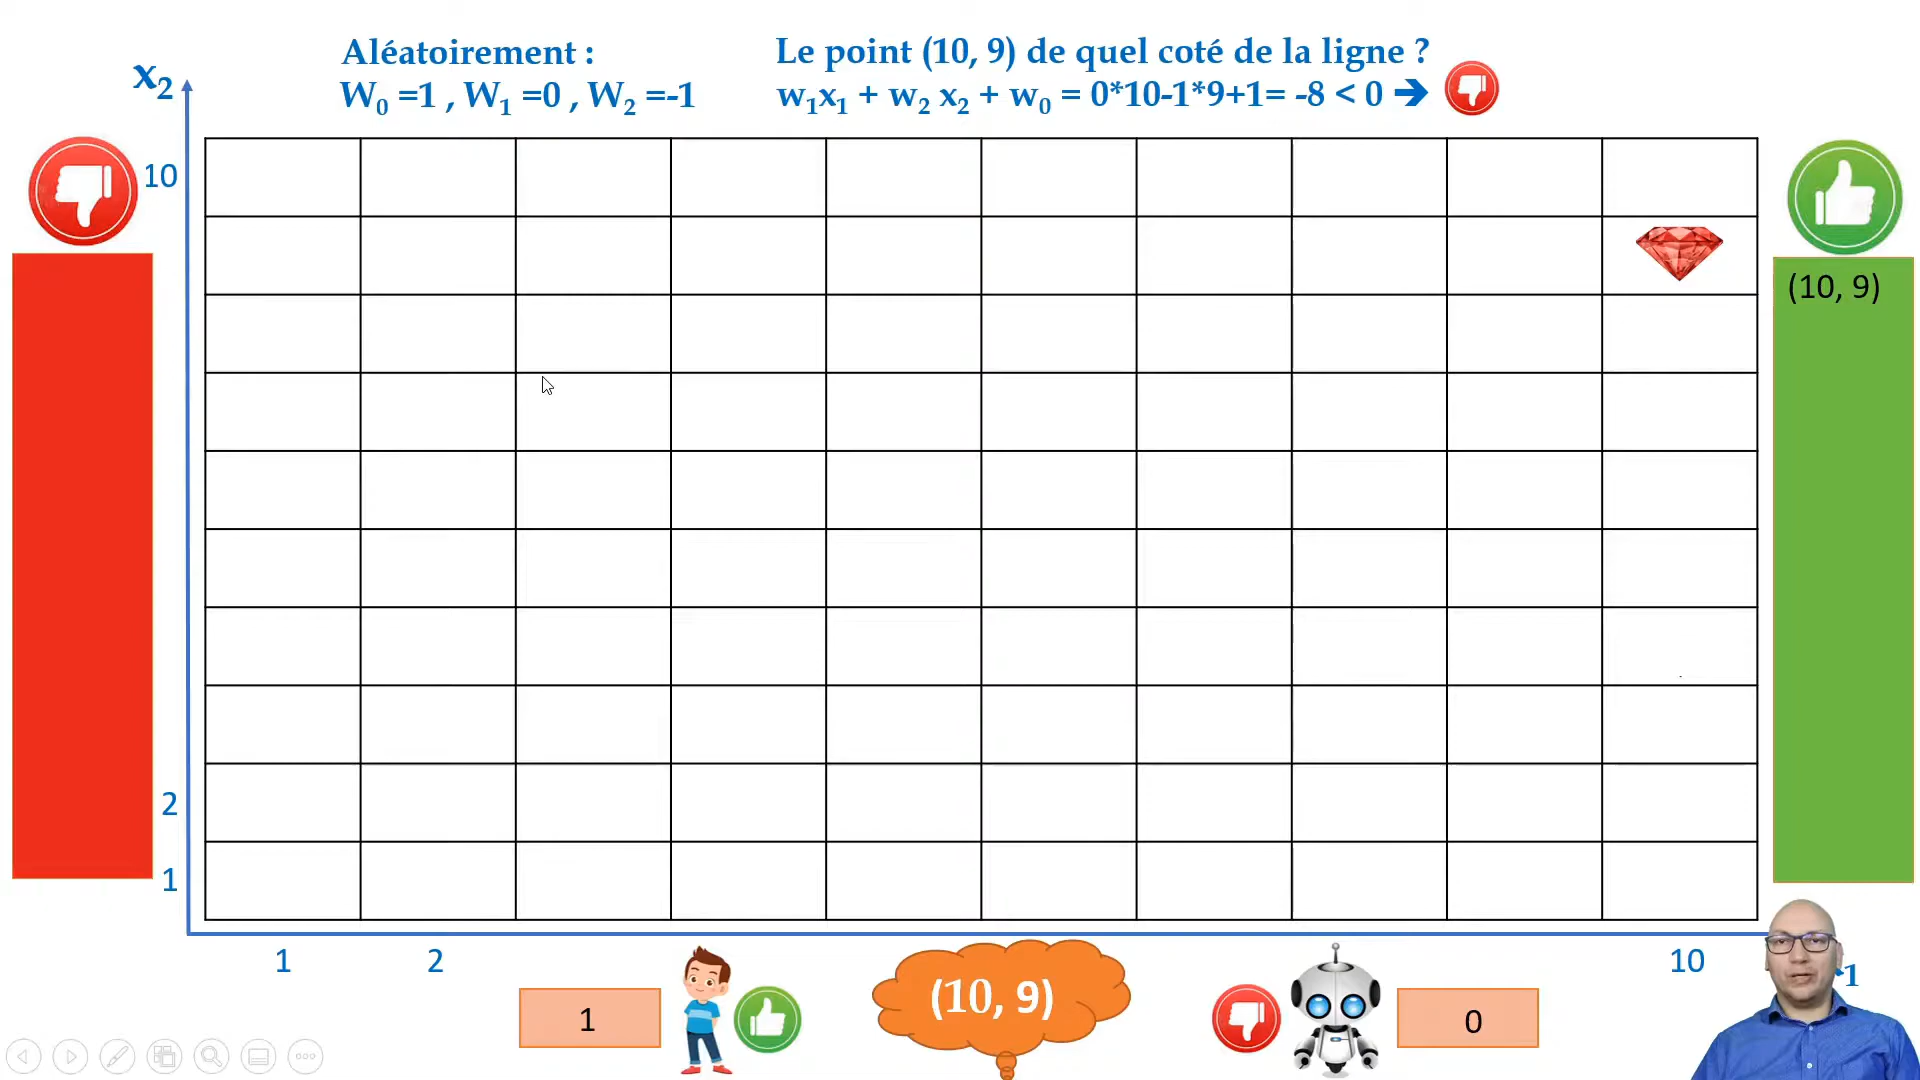 Aléatoirement :
W₀ =1 , W₁ =0 , W₂ =-1
Le point (10, 9) de quel coté de la ligne ?
w₁x₁ + w₂ x₂ + w₀ = 0*10-1*9+1= -8 < 0 ➔
x₂
10
(10, 9)
2
1
1
2
10
1
1
(10, 9)
0